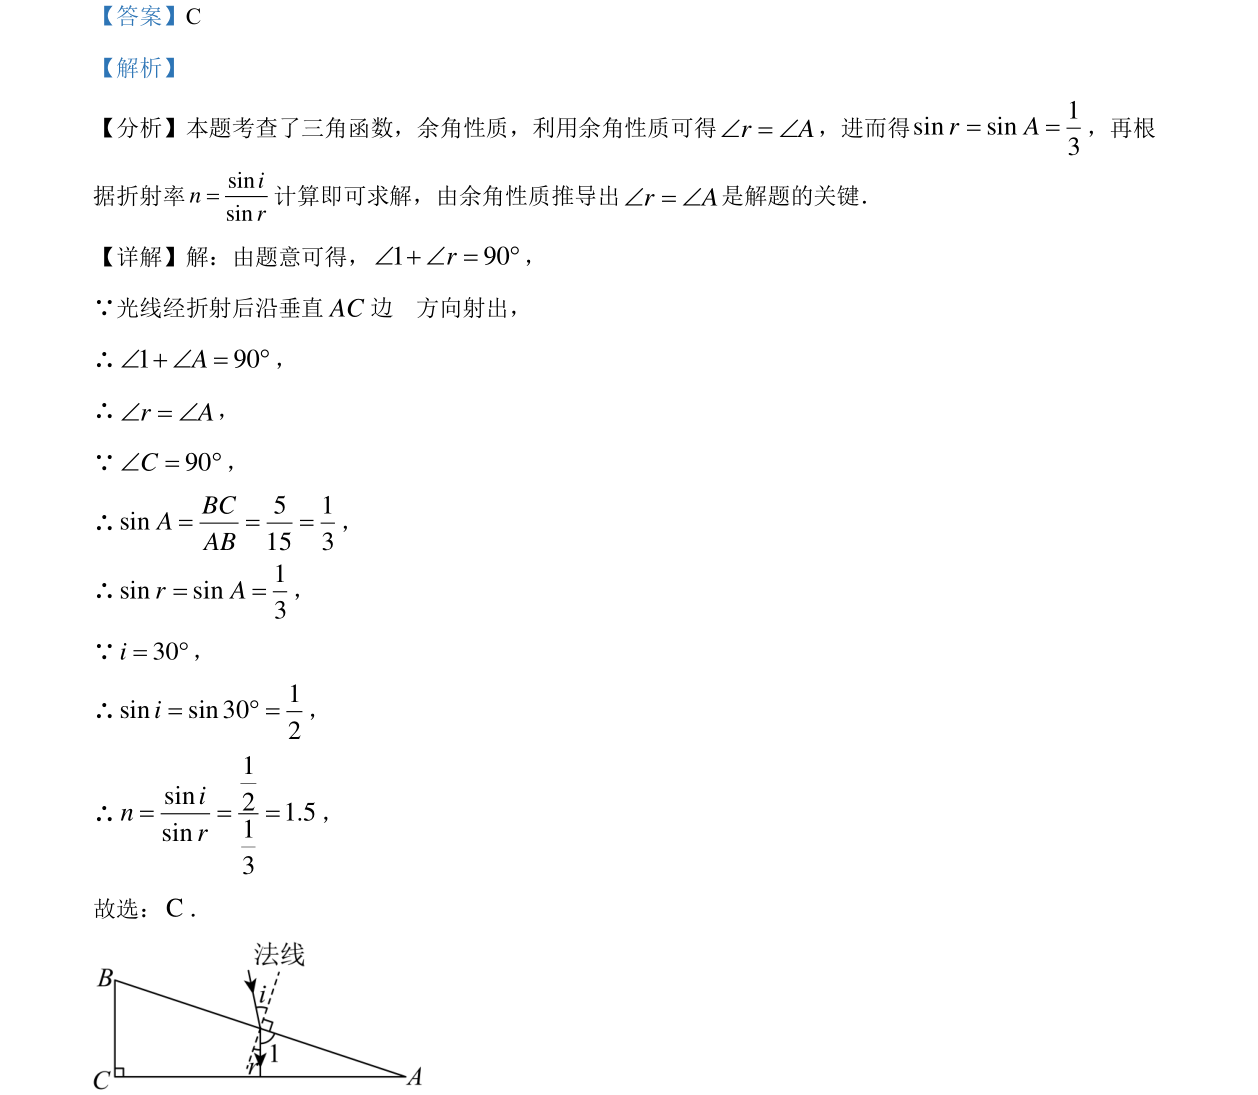 【答案】C
【解析】
【分析】本题考查了三角函数，余角性质，利用余角性质可得∠r = ∠A，进而得sin r = sin A = 1/3，再根
据折射率 n = sin i / sin r 计算即可求解，由余角性质推导出∠r = ∠A是解题的关键．
【详解】解：由题意可得，∠1+∠r = 90°，
∵光线经折射后沿垂直 AC 边　方向射出，
∴∠1+∠A = 90°，
∴∠r = ∠A，
∵∠C = 90°，
∴sin A = BC/AB = 5/15 = 1/3，
∴sin r = sin A = 1/3，
∵i = 30°，
∴sin i = sin 30° = 1/2，
∴n = sin i / sin r = (1/2)/(1/3) = 1.5，
故选：C．
法线
B
i
1
r
C
A